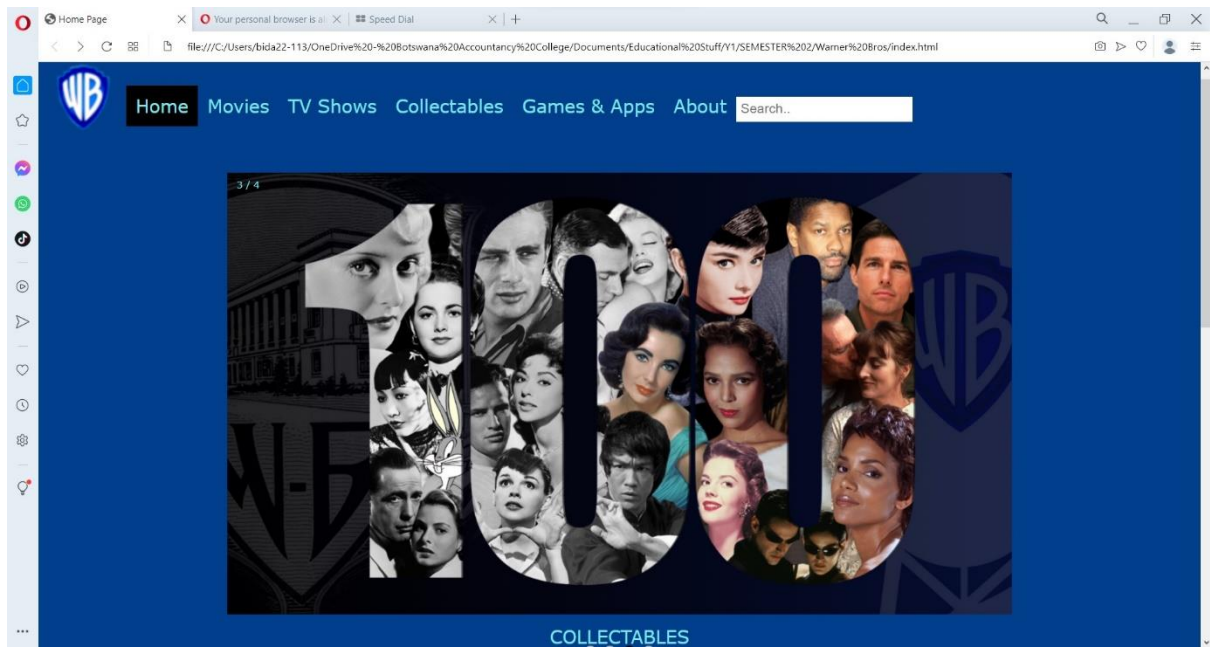 Home Page
Your personal browser is al
Speed Dial
file:///C:/Users/bida22-113/OneDrive%20-%20Botswana%20Accountancy%20College/Documents/Educational%20Stuff/Y1/SEMESTER%202/Warner%20Bros/index.html
WB
Home
Movies
TV Shows
Collectables
Games & Apps
About
Search..
3 / 4
100
WB
W-B
COLLECTABLES